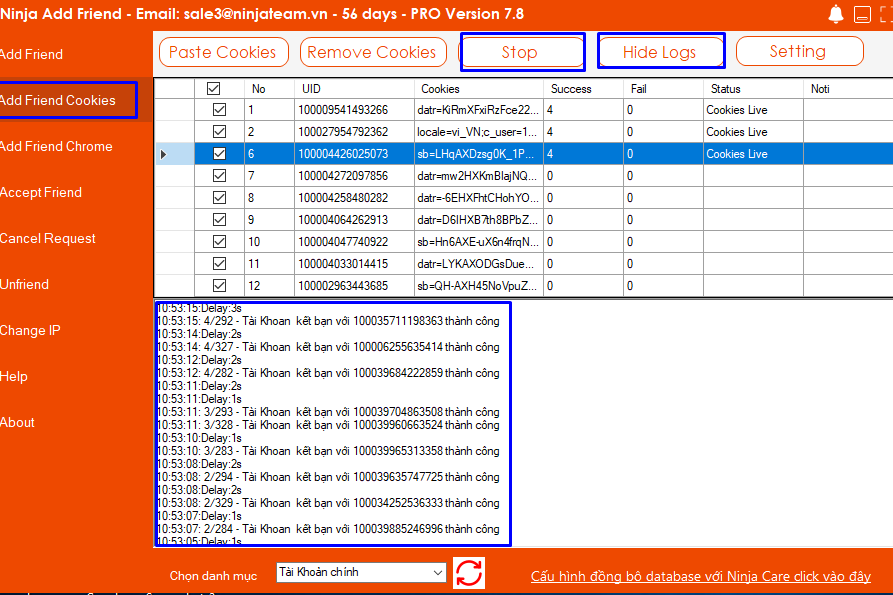 Ninja Add Friend - Email: sale3@ninjateam.vn - 56 days - PRO Version 7.8
Add Friend
Add Friend Cookies
Add Friend Chrome
Accept Friend
Cancel Request
Unfriend
Change IP
Help
About
Paste Cookies Remove Cookies Stop Hide Logs Setting
No UID Cookies Success Fail Status Noti
1 100009541493266 datr=KiRmXFxiRzFce22... 4 0 Cookies Live
2 100027954792362 locale=vi_VN;c_user=1... 4 0 Cookies Live
6 100004426025073 sb=LHqAXDzsg0K_1P... 4 0 Cookies Live
7 100004272097856 datr=mw2HXKmBlajNQ... 0 0
8 100004258480282 datr=-6EHXFhtCHohYO... 0 0
9 100004064262913 datr=D6IHXB7th8BPbZ... 0 0
10 100004047740922 sb=Hn6AXE-uX6n4frqN... 0 0
11 100004033014415 datr=LYKAXODGsDue... 0 0
12 100002963443685 sb=QH-AXH45NoVpuZ... 0 0
10:53:15:Delay:3s
10:53:15: 4/292 - Tài Khoan kết bạn với 100035711198363 thành công
10:53:14:Delay:2s
10:53:14: 4/327 - Tài Khoan kết bạn với 100006255635414 thành công
10:53:12:Delay:2s
10:53:12: 4/282 - Tài Khoan kết bạn với 100039684222859 thành công
10:53:11:Delay:2s
10:53:11:Delay:1s
10:53:11: 3/293 - Tài Khoan kết bạn với 100039704863508 thành công
10:53:11: 3/328 - Tài Khoan kết bạn với 100039960663524 thành công
10:53:10:Delay:1s
10:53:10: 3/283 - Tài Khoan kết bạn với 100039965313358 thành công
10:53:08:Delay:2s
10:53:08: 2/294 - Tài Khoan kết bạn với 100039635747725 thành công
10:53:08:Delay:2s
10:53:08: 2/329 - Tài Khoan kết bạn với 100034252536333 thành công
10:53:07:Delay:1s
10:53:07: 2/284 - Tài Khoan kết bạn với 100039885246996 thành công
10:53:05:Delay:1s
Chọn danh mục Tài Khoản chính Cấu hình đồng bộ database với Ninja Care click vào đây